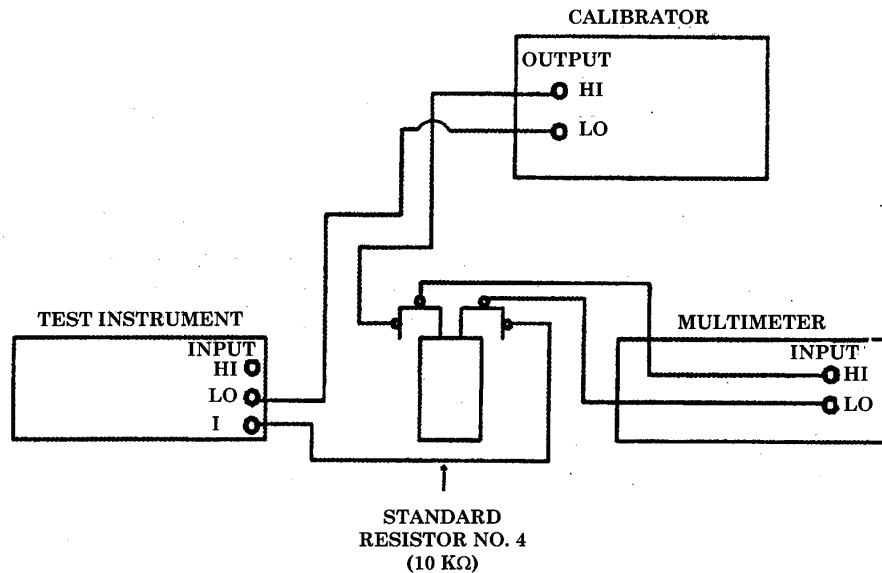 CALIBRATOR
OUTPUT
HI
LO
TEST INSTRUMENT
INPUT
HI
LO
I
MULTIMETER
INPUT
HI
LO
STANDARD
RESISTOR NO. 4
(10 KΩ)